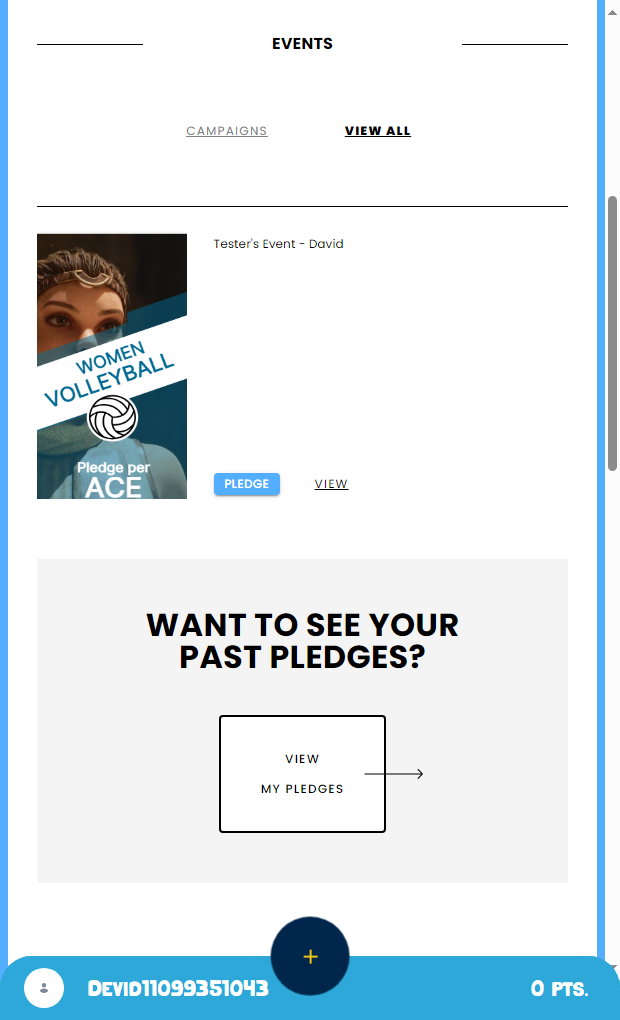 EVENTS
CAMPAIGNS
VIEW ALL
Tester's Event - David
WOMEN
VOLLEYBALL
Pledge per
ACE
PLEDGE
VIEW
WANT TO SEE YOUR
PAST PLEDGES?
VIEW
MY PLEDGES
+
Devid11099351043
0 PTS.